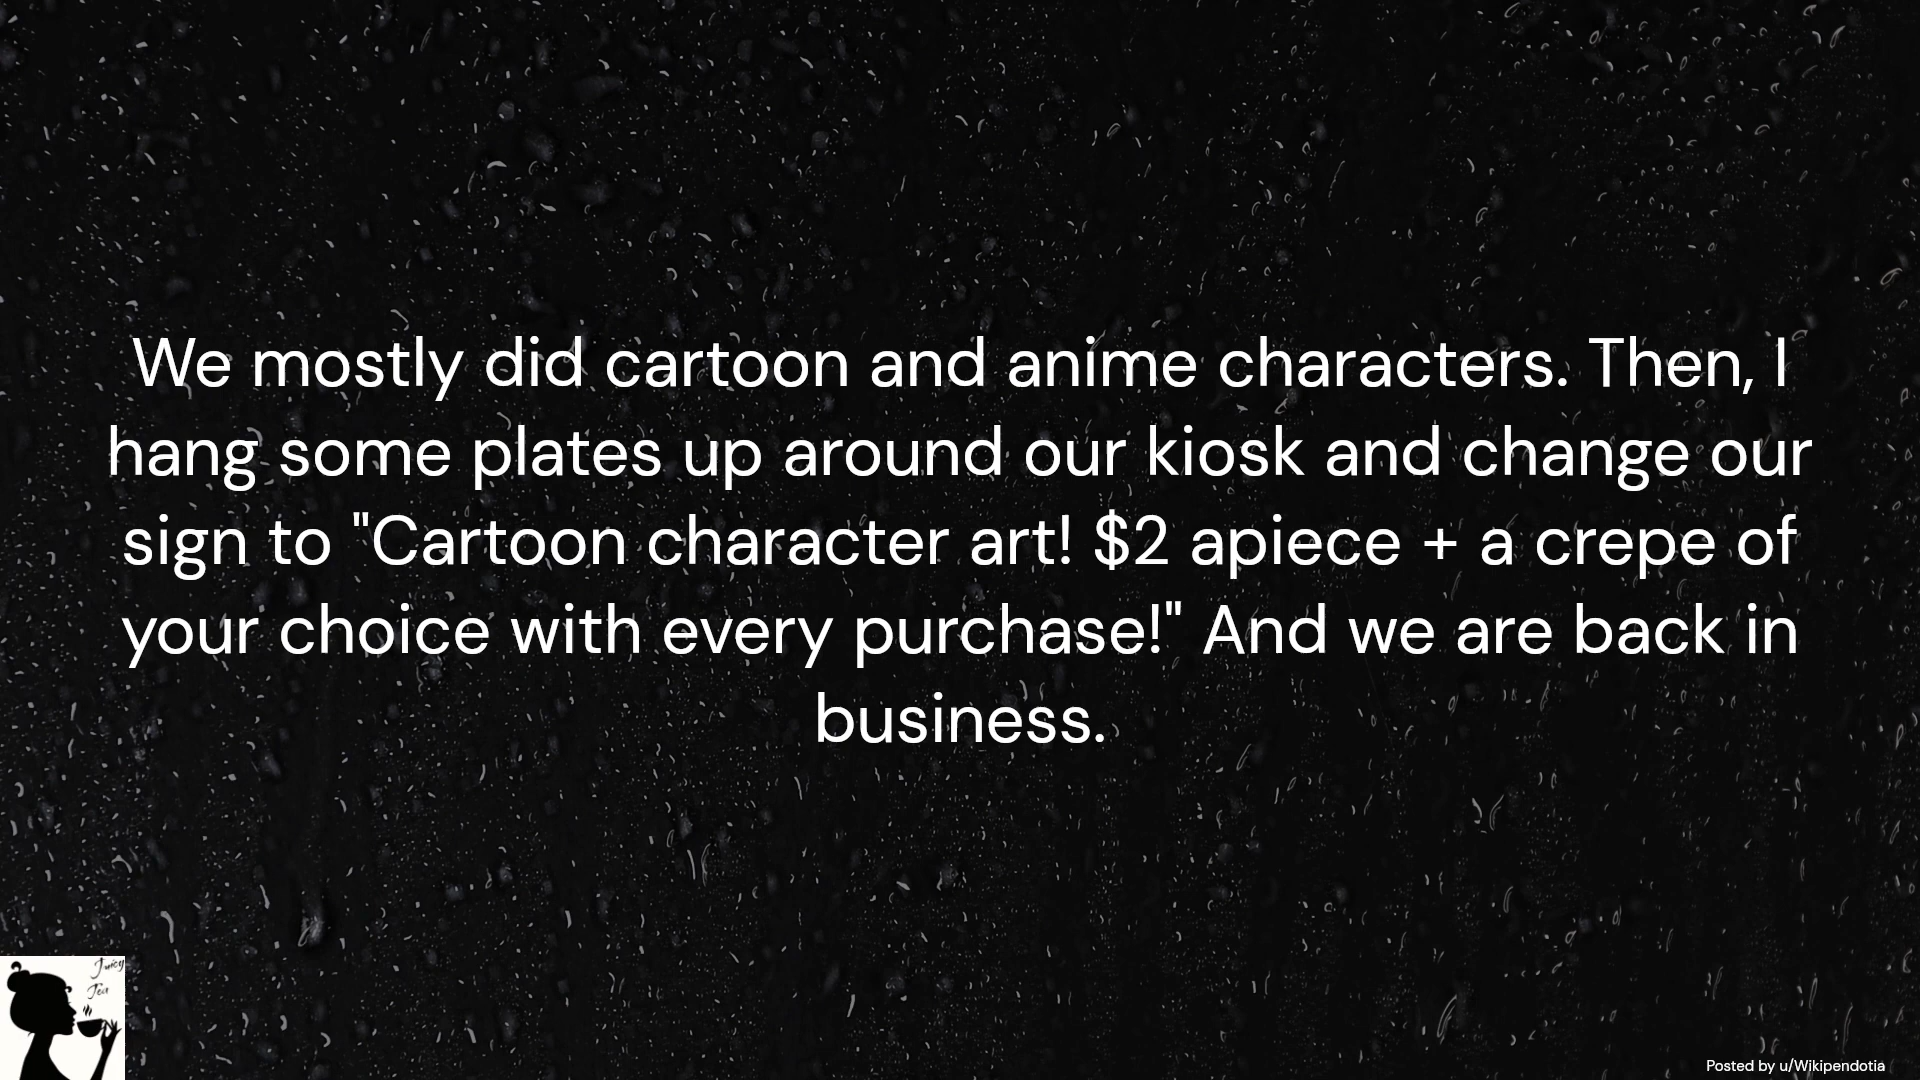 We mostly did cartoon and anime characters. Then, I
hang some plates up around our kiosk and change our
sign to "Cartoon character art! $2 apiece + a crepe of
your choice with every purchase!" And we are back in
business.
Juicy
Tea
Posted by u/Wikipendotia